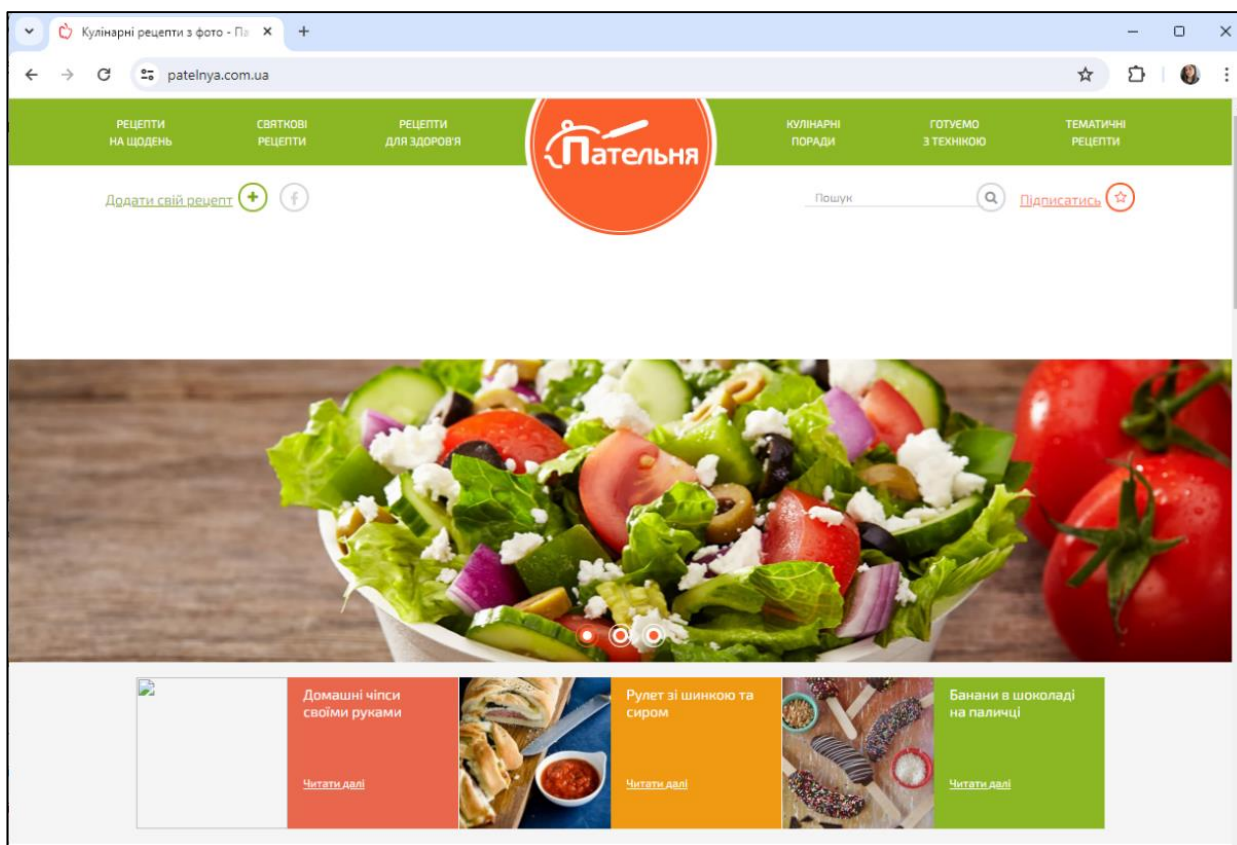 Кулінарні рецепти з фото - Па
patelnya.com.ua
РЕЦЕПТИ
НА ЩОДЕНЬ
СВЯТКОВІ
РЕЦЕПТИ
РЕЦЕПТИ
ДЛЯ ЗДОРОВ'Я
Пательня
КУЛІНАРНІ
ПОРАДИ
ГОТУЄМО
З ТЕХНІКОЮ
ТЕМАТИЧНІ
РЕЦЕПТИ
Додати свій рецепт
Пошук
Підписатись
Домашні чіпси
своїми руками
Читати далі
Рулет зі шинкою та
сиром
Читати далі
Банани в шоколаді
на паличці
Читати далі